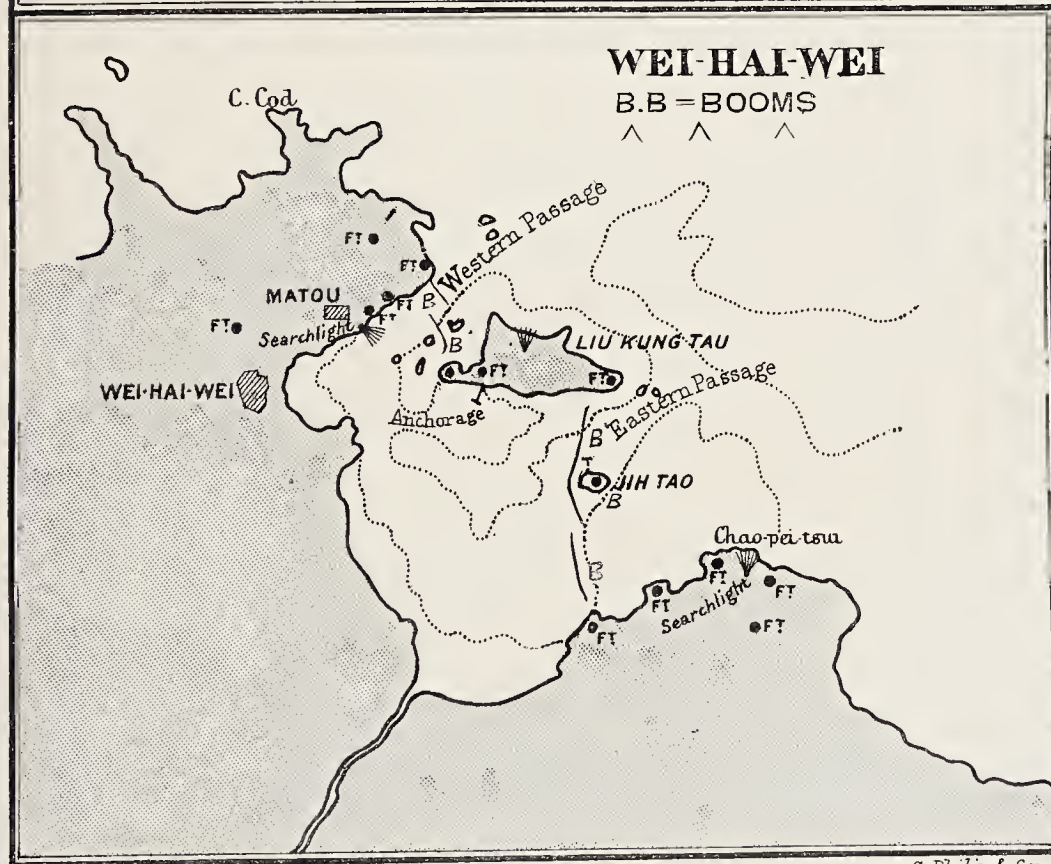 WEI-HAI-WEI
B.B = BOOMS
C. Cod
Western Passage
FT
FT
MATOU
FT
FT
B
FT
Searchlight
B
LIU KUNG TAU
WEI-HAI-WEI
FT
FT
Anchorage
Eastern Passage
B
JIH TAO
B
Chao-pei-tsui
B
FT
FT
Searchlight
FT
FT
FT